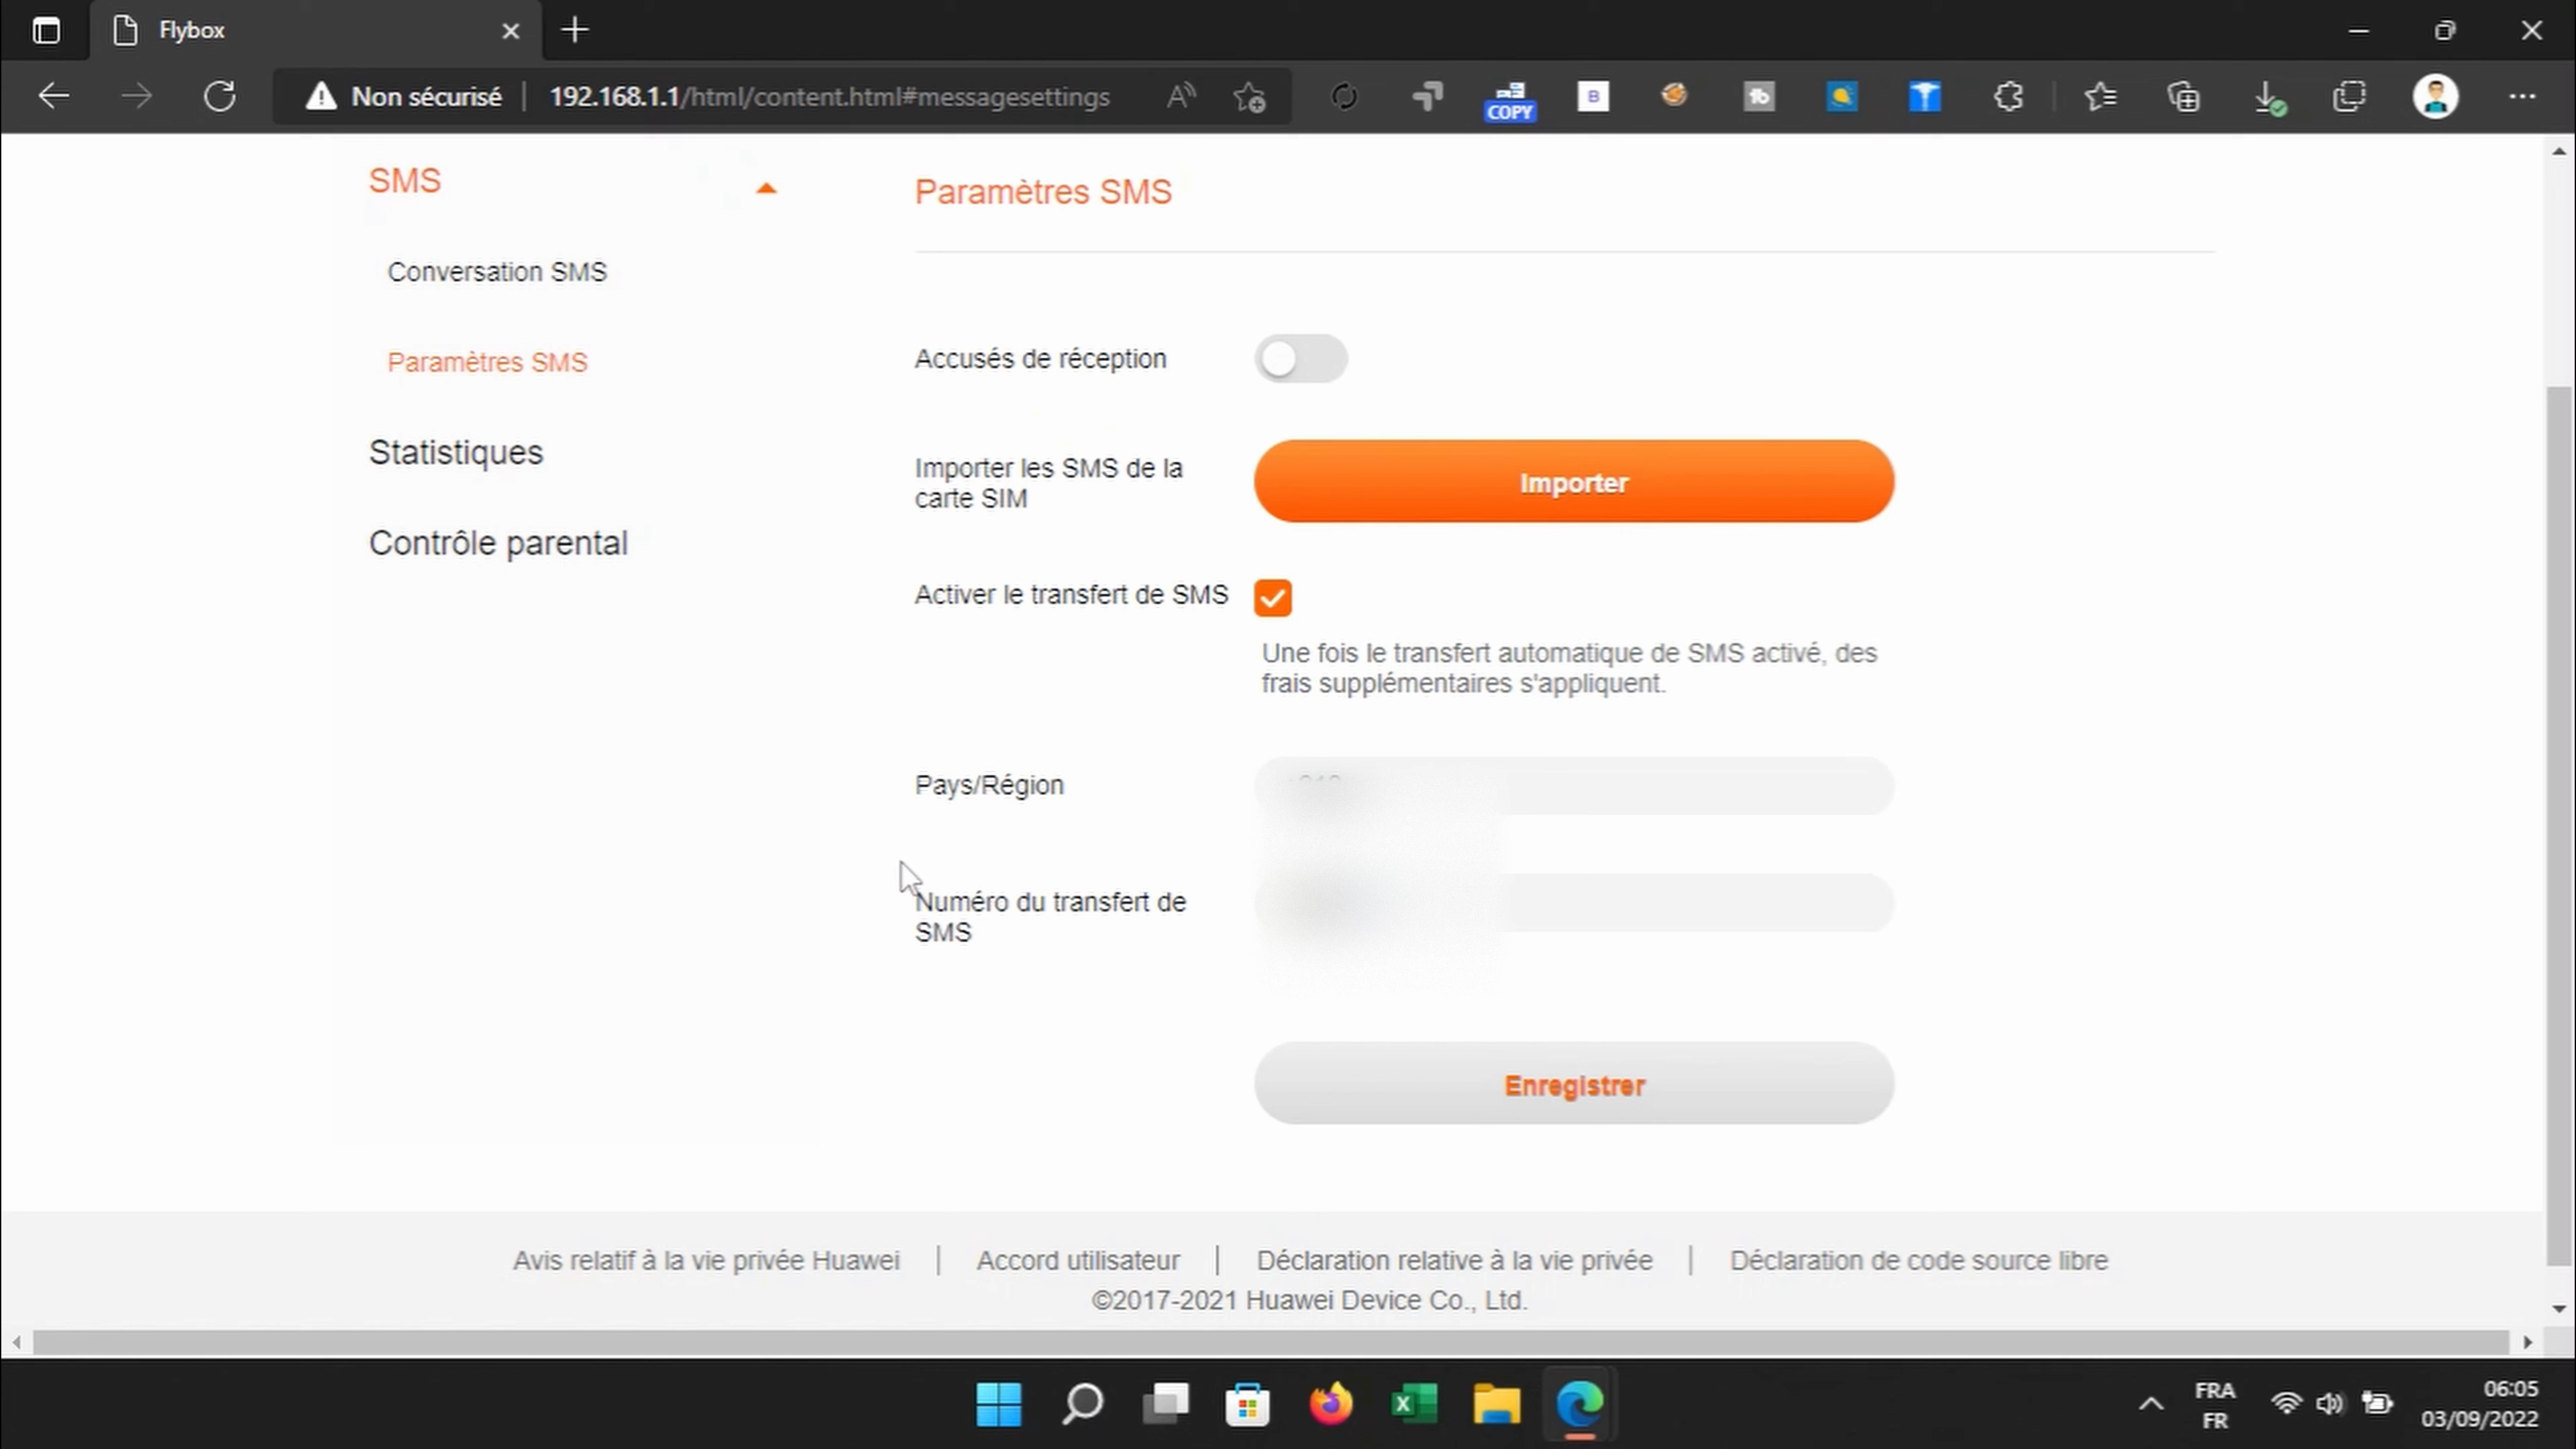 Flybox
Non sécurisé
192.168.1.1/html/content.html#messagesettings
COPY
B
SMS
Conversation SMS
Paramètres SMS
Statistiques
Contrôle parental
Paramètres SMS
Accusés de réception
Importer les SMS de la
carte SIM
Importer
Activer le transfert de SMS
Une fois le transfert automatique de SMS activé, des
frais supplémentaires s'appliquent.
Pays/Région
Numéro du transfert de
SMS
Enregistrer
Avis relatif à la vie privée Huawei | Accord utilisateur | Déclaration relative à la vie privée | Déclaration de code source libre
©2017-2021 Huawei Device Co., Ltd.
FRA
FR
06:05
03/09/2022